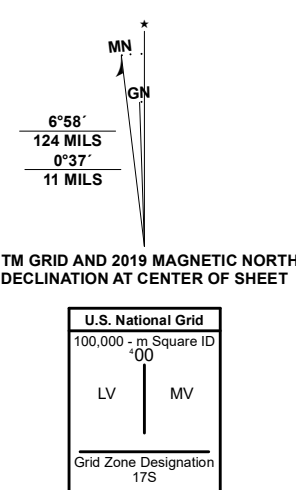 ★
MN
GN
6°58´
124 MILS
0°37´
11 MILS
TM GRID AND 2019 MAGNETIC NORTH
DECLINATION AT CENTER OF SHEET
U.S. National Grid
100,000 - m Square ID
⁴00
LV MV
Grid Zone Designation
17S